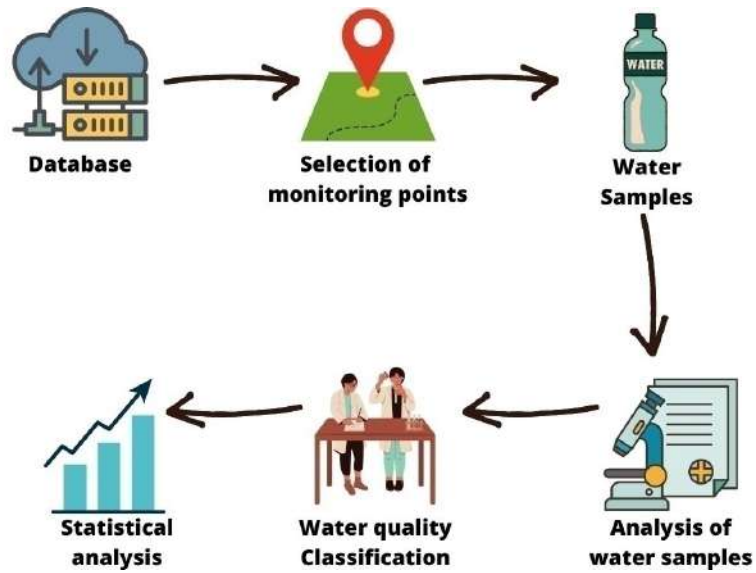 Database
Selection of
monitoring points
WATER
Water
Samples
Analysis of
water samples
Water quality
Classification
Statistical
analysis